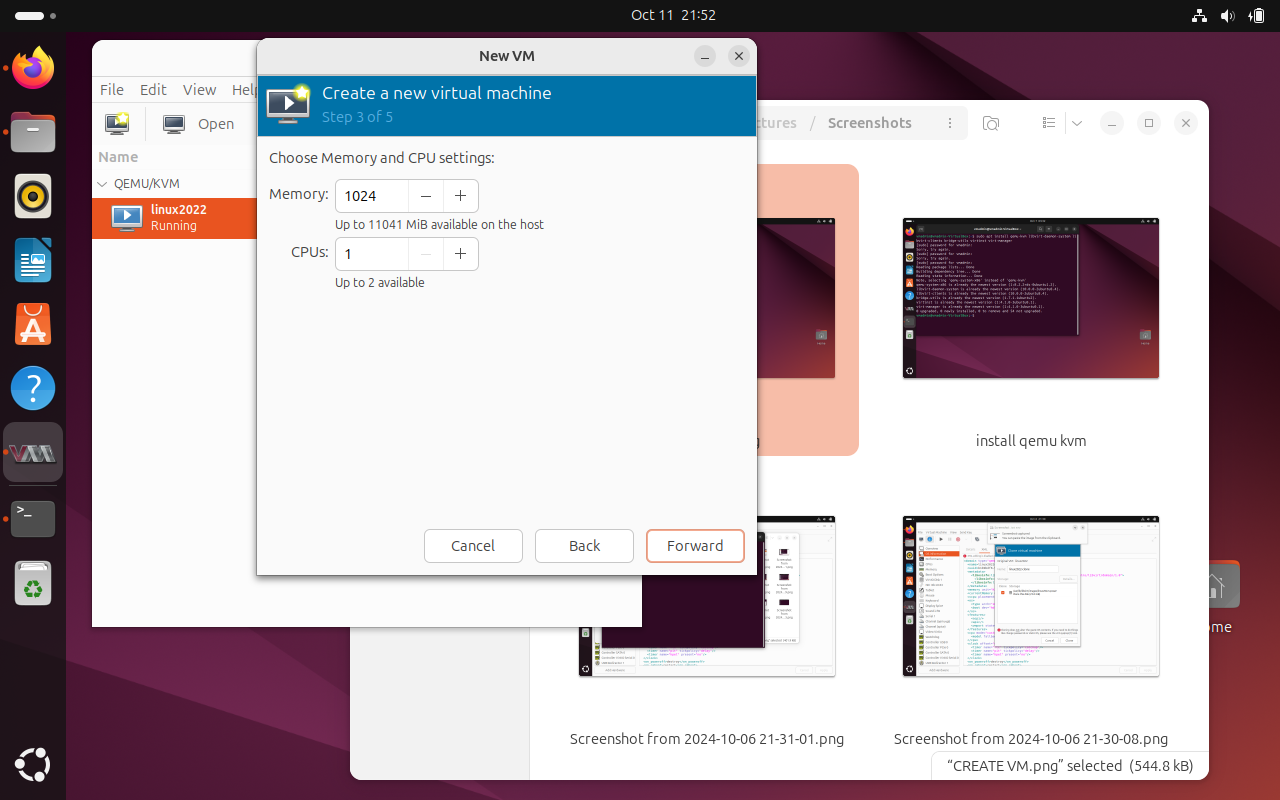 Oct 11 21:52
New VM
Create a new virtual machine
Step 3 of 5
Choose Memory and CPU settings:
Memory: 1024
Up to 11041 MiB available on the host
CPUs: 1
Up to 2 available
Cancel Back Forward
File Edit View Help
Open
Name
QEMU/KVM
linux2022
Running
/ Screenshots
install qemu kvm
Screenshot from 2024-10-06 21-31-01.png
Screenshot from 2024-10-06 21-30-08.png
“CREATE VM.png” selected (544.8 kB)